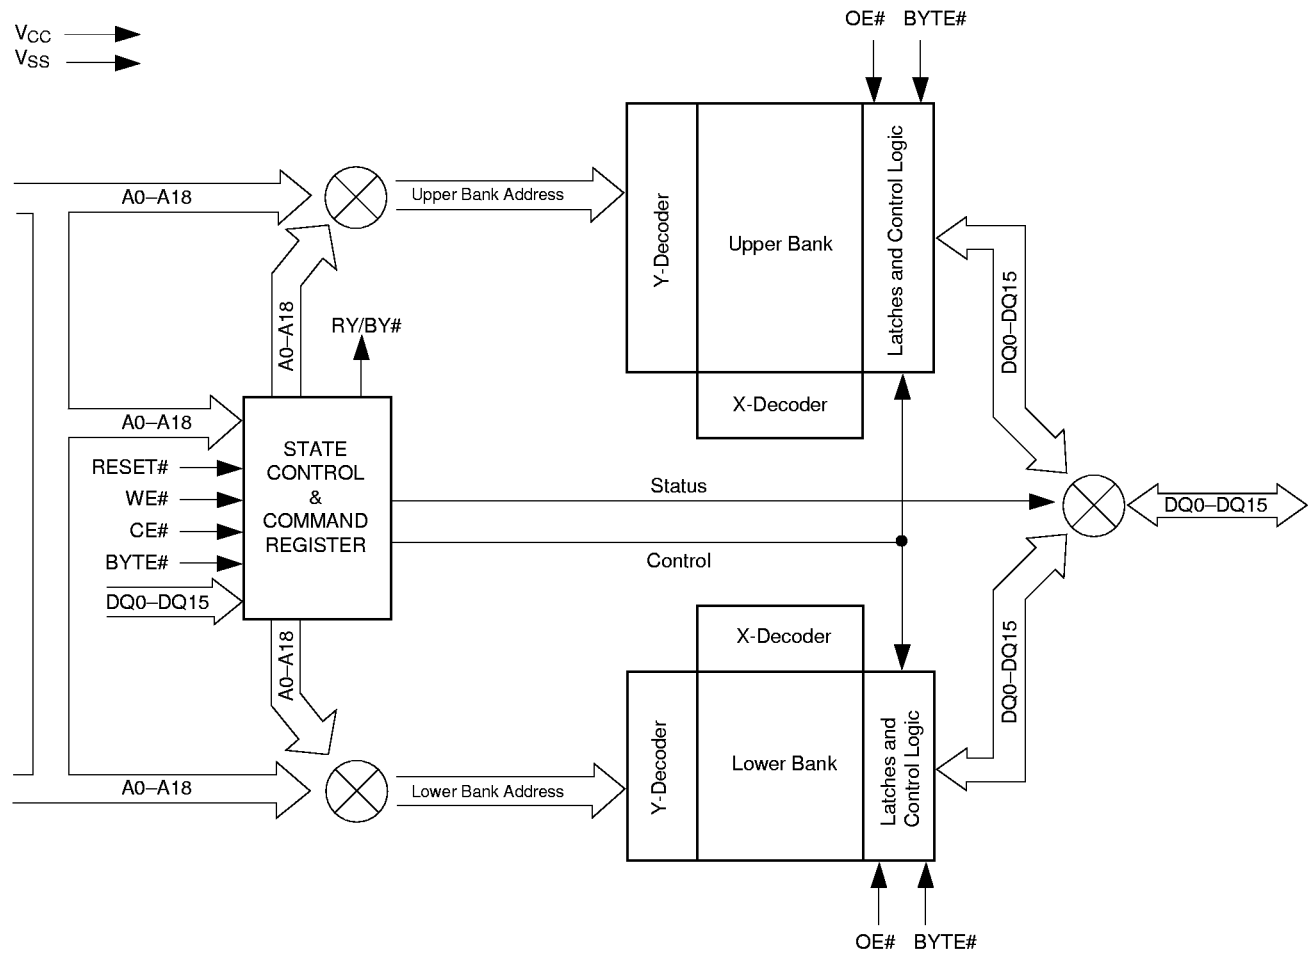 OE# BYTE#
VCC
VSS
A0–A18
Upper Bank Address
Y-Decoder
Upper Bank
Latches and Control Logic
DQ0–DQ15
A0–A18
RY/BY#
X-Decoder
A0–A18
RESET#
WE#
CE#
BYTE#
DQ0–DQ15
STATE
CONTROL
&
COMMAND
REGISTER
Status
Control
DQ0–DQ15
A0–A18
X-Decoder
DQ0–DQ15
A0–A18
Lower Bank Address
Y-Decoder
Lower Bank
Latches and
Control Logic
OE# BYTE#